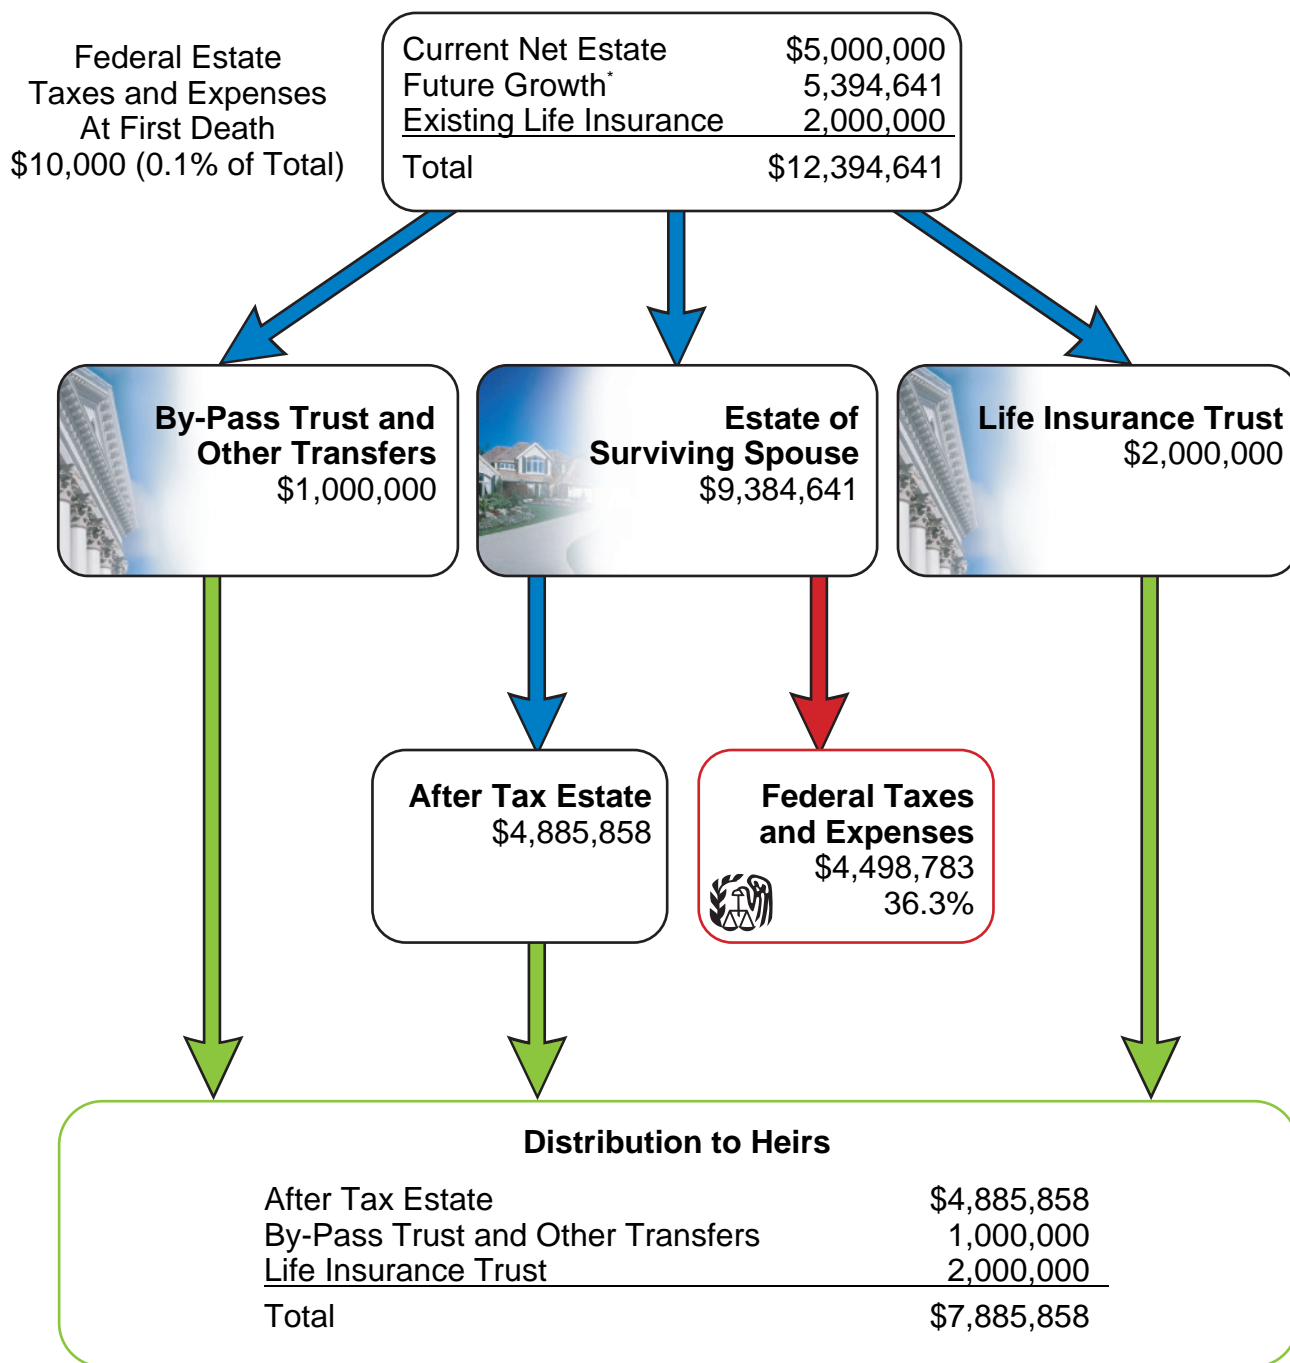 Federal Estate
Taxes and Expenses
At First Death
$10,000 (0.1% of Total)
Current Net Estate $5,000,000
Future Growth* 5,394,641
Existing Life Insurance 2,000,000
Total $12,394,641
By-Pass Trust and
Other Transfers
$1,000,000
Estate of
Surviving Spouse
$9,384,641
Life Insurance Trust
$2,000,000
After Tax Estate
$4,885,858
Federal Taxes
and Expenses
$4,498,783
36.3%
Distribution to Heirs
After Tax Estate $4,885,858
By-Pass Trust and Other Transfers 1,000,000
Life Insurance Trust 2,000,000
Total $7,885,858